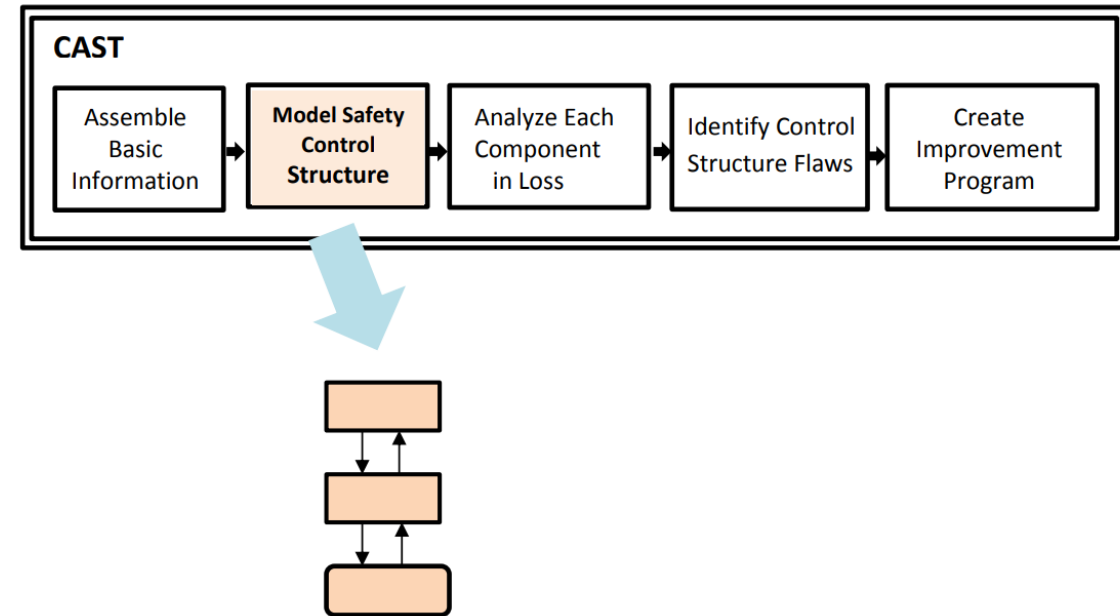 CAST
Assemble
Basic
Information
Model Safety
Control
Structure
Analyze Each
Component
in Loss
Identify Control
Structure Flaws
Create
Improvement
Program